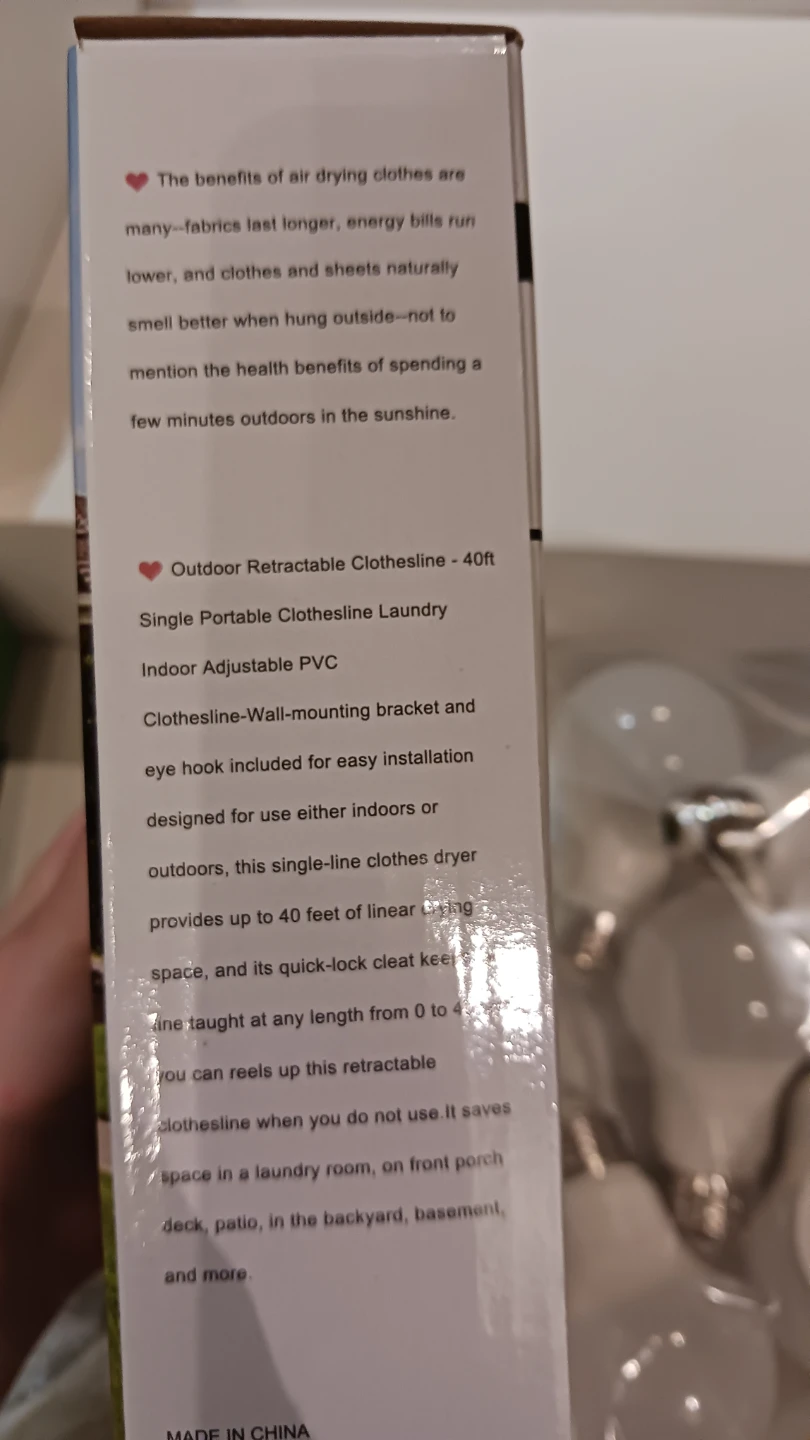 The benefits of air drying clothes are
many--fabrics last longer, energy bills run
lower, and clothes and sheets naturally
smell better when hung outside--not to
mention the health benefits of spending a
few minutes outdoors in the sunshine.
Outdoor Retractable Clothesline - 40ft
Single Portable Clothesline Laundry
Indoor Adjustable PVC
Clothesline-Wall-mounting bracket and
eye hook included for easy installation
designed for use either indoors or
outdoors, this single-line clothes dryer
provides up to 40 feet of linear drying
space, and its quick-lock cleat
line taught at any length from 0 to
you can reels up this retractable
clothesline when you do not use.It saves
space in a laundry room, on front porch
deck, patio, in the backyard, basement,
and more.
MADE IN CHINA